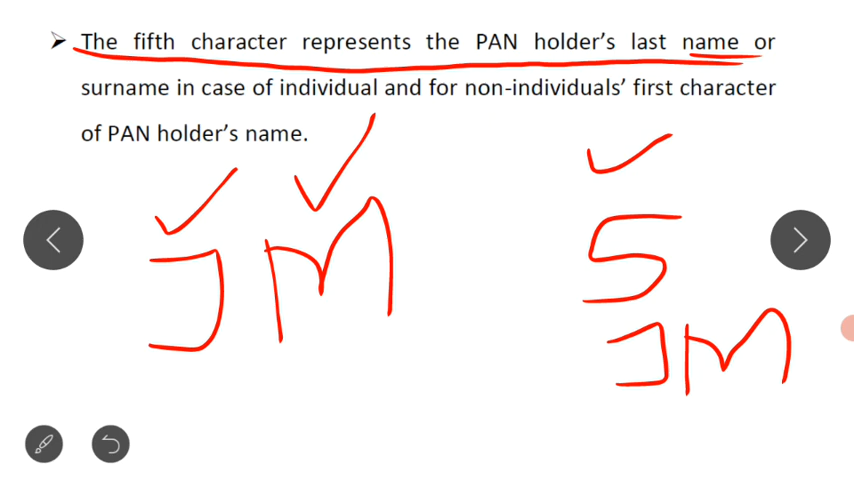 ➢ The fifth character represents the PAN holder's last name or
surname in case of individual and for non-individuals' first character
of PAN holder's name.
J M
5
J M